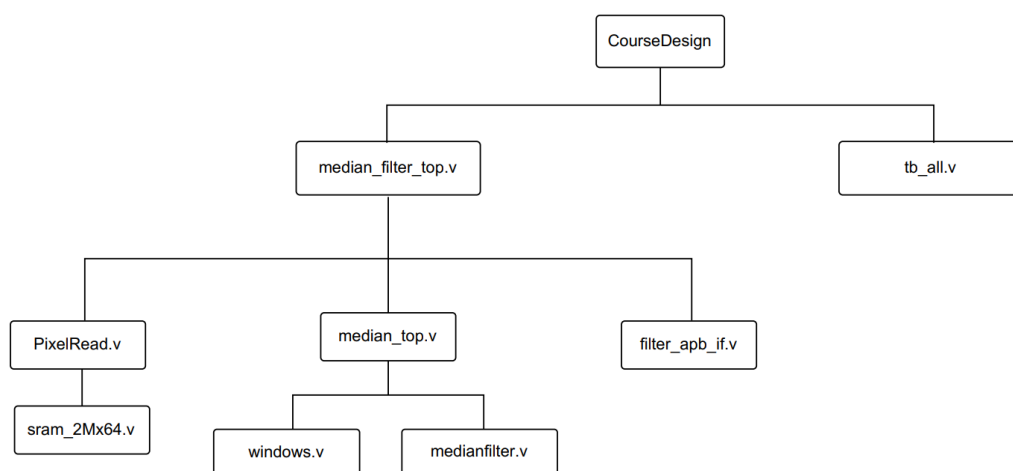 CourseDesign
median_filter_top.v
tb_all.v
PixelRead.v
median_top.v
filter_apb_if.v
sram_2Mx64.v
windows.v
medianfilter.v